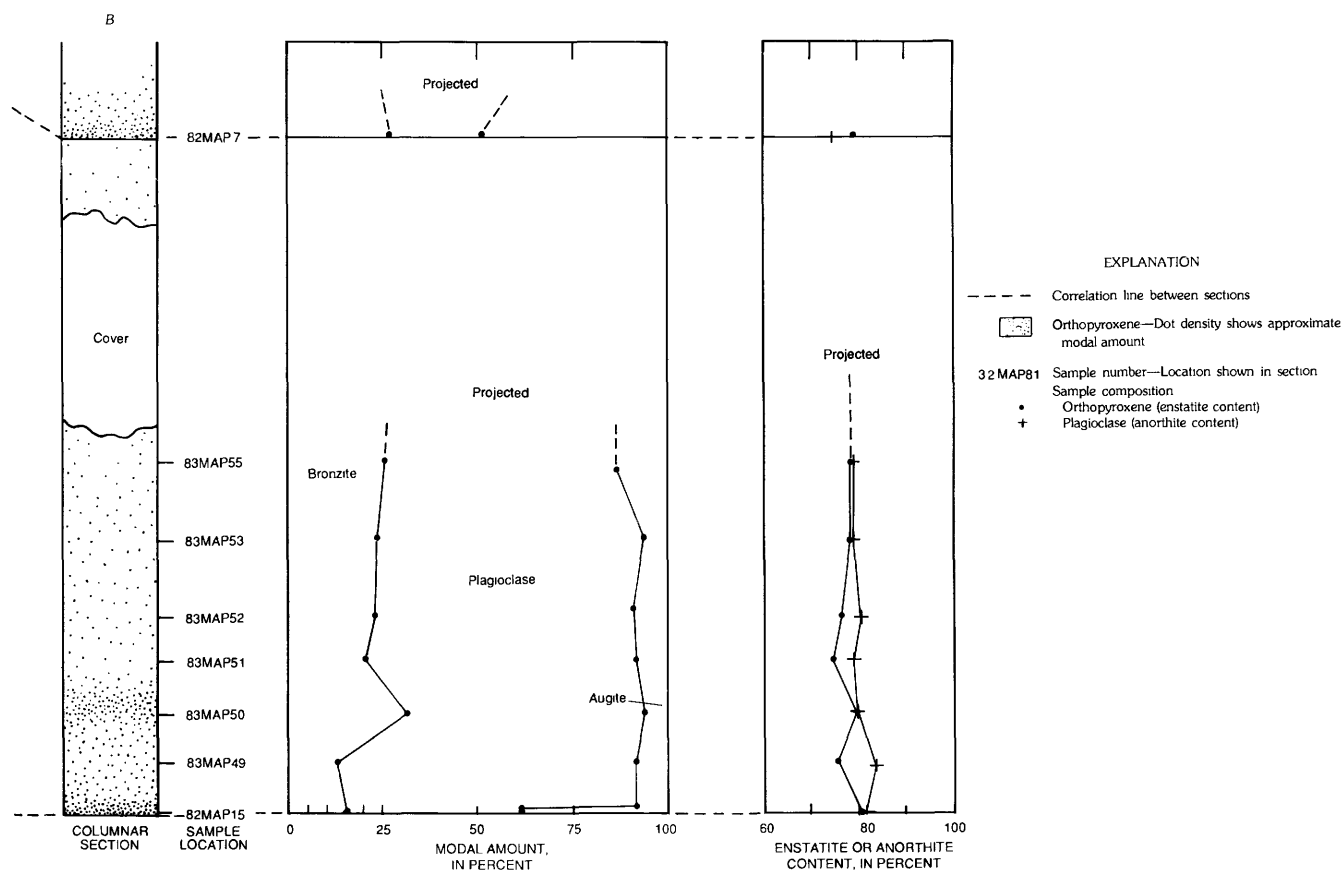 B
Projected
82MAP7
Cover
Projected
Projected
83MAP55
Bronzite
83MAP53
Plagioclase
83MAP52
83MAP51
Augite
83MAP50
83MAP49
82MAP15
COLUMNAR
SECTION
SAMPLE
LOCATION
0 25 50 75 100
MODAL AMOUNT,
IN PERCENT
60 80 100
ENSTATITE OR ANORTHITE
CONTENT, IN PERCENT
EXPLANATION
Correlation line between sections
Orthopyroxene—Dot density shows approximate
modal amount
32MAP81 Sample number—Location shown in section
Sample composition
Orthopyroxene (enstatite content)
Plagioclase (anorthite content)